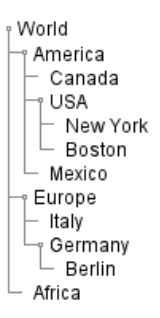 World
America
Canada
USA
New York
Boston
Mexico
Europe
Italy
Germany
Berlin
Africa